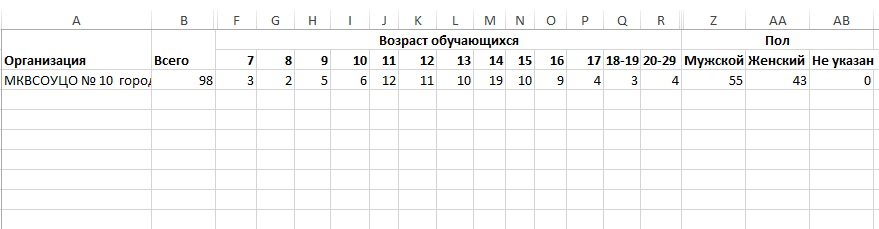 A B F G H I J K L M N O P Q R Z AA AB
Возраст обучающихся Пол
Организация Всего 7 8 9 10 11 12 13 14 15 16 17 18-19 20-29 Мужской Женский Не указан
МКВСОУЦО № 10 город 98 3 2 5 6 12 11 10 19 10 9 4 3 4 55 43 0